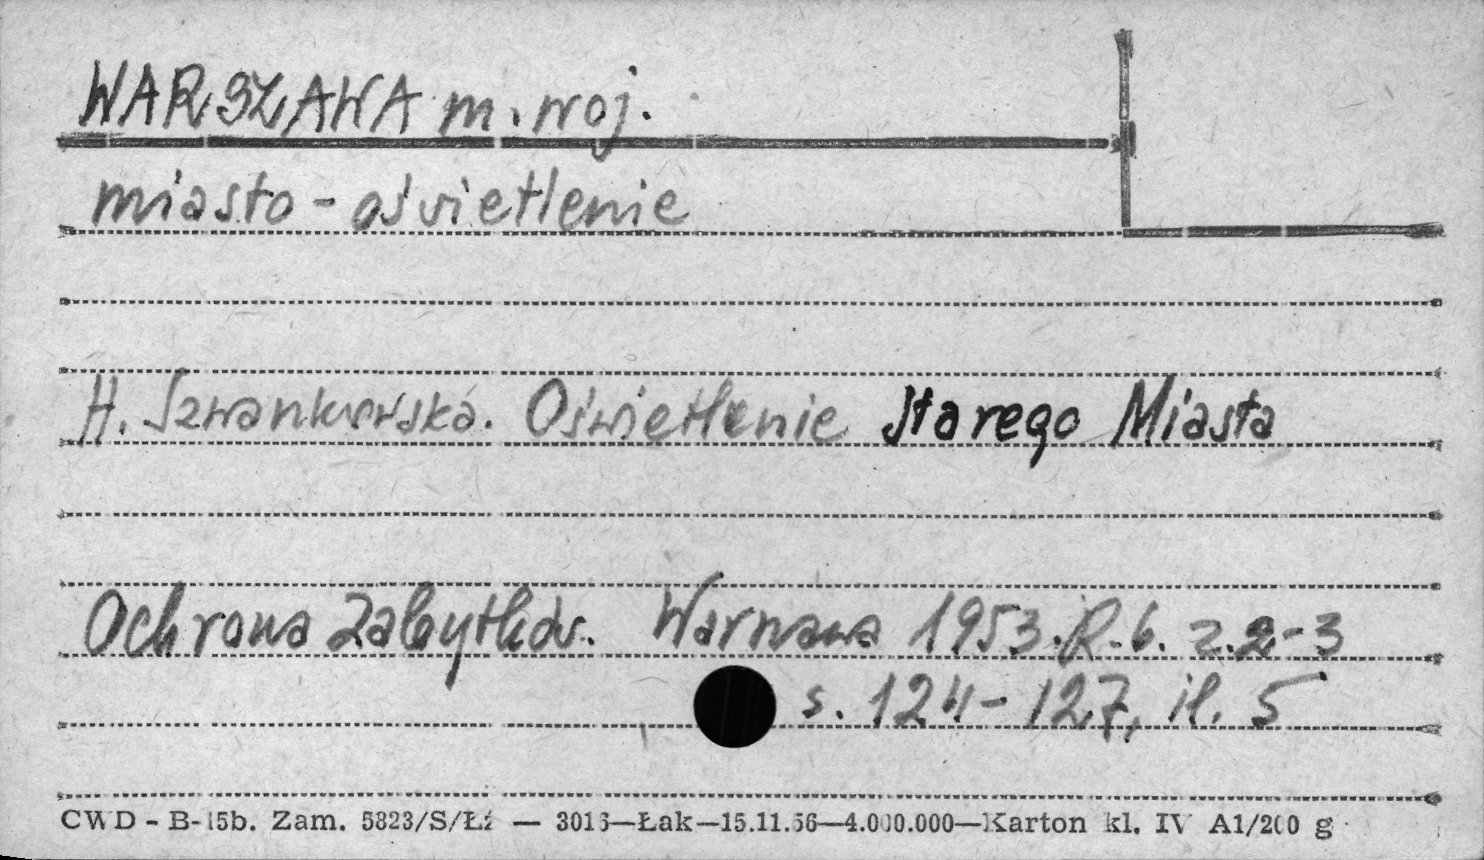 WARSZAWA m. woj.
miasto - oświetlenie
H. Szwankowska. Oświetlenie Starego Miasta
Ochrona Zabytków. Warszawa 1953. R. 6. z. 2-3
s. 124-127, il. 5
CWD - B-15b. Zam. 5823/S/Łź — 3016—Łak—15.11.56—4.000.000—Karton kl. IV A1/200 g